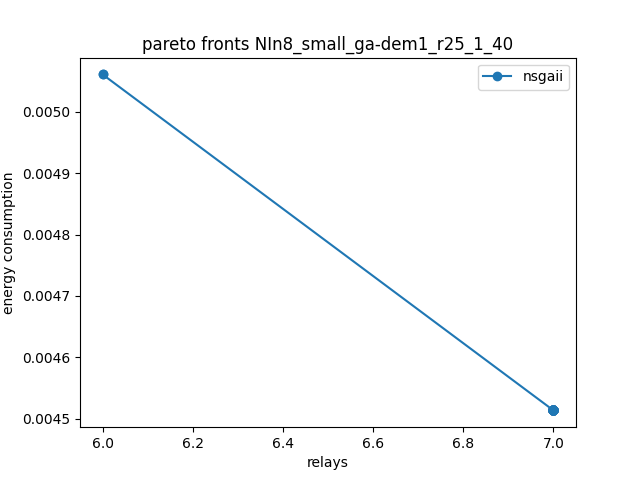 pareto fronts NIn8_small_ga-dem1_r25_1_40
nsgaii
0.0050
0.0049
0.0048
0.0047
0.0046
0.0045
energy consumption
6.0 6.2 6.4 6.6 6.8 7.0
relays